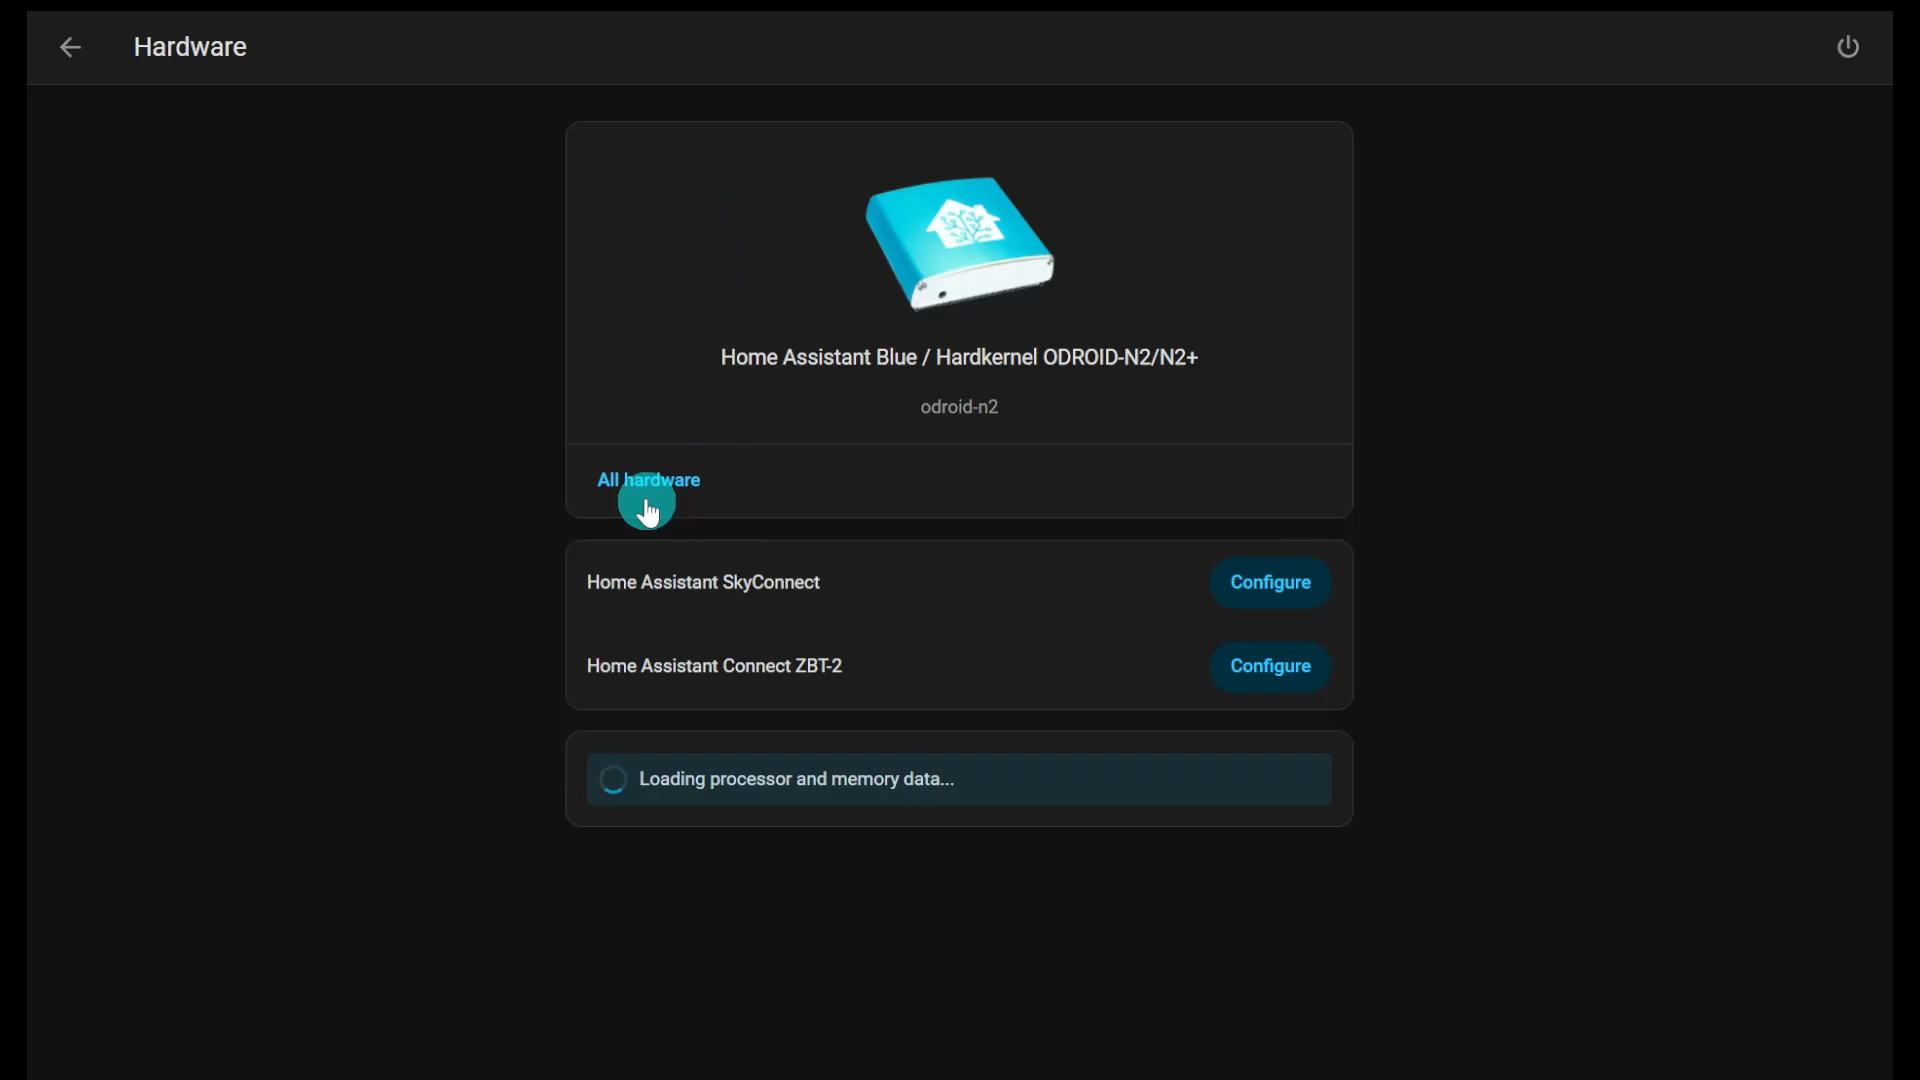 Hardware
Home Assistant Blue / Hardkernel ODROID-N2/N2+
odroid-n2
All hardware
Home Assistant SkyConnect
Configure
Home Assistant Connect ZBT-2
Configure
Loading processor and memory data...